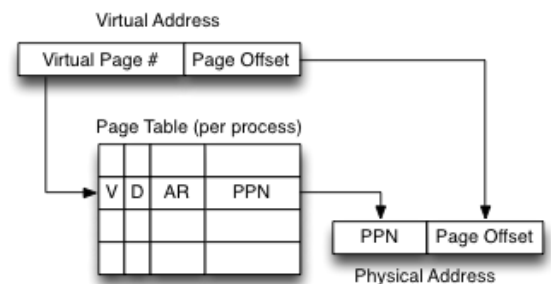 Virtual Address
Virtual Page # Page Offset
Page Table (per process)
V D AR PPN
PPN Page Offset
Physical Address